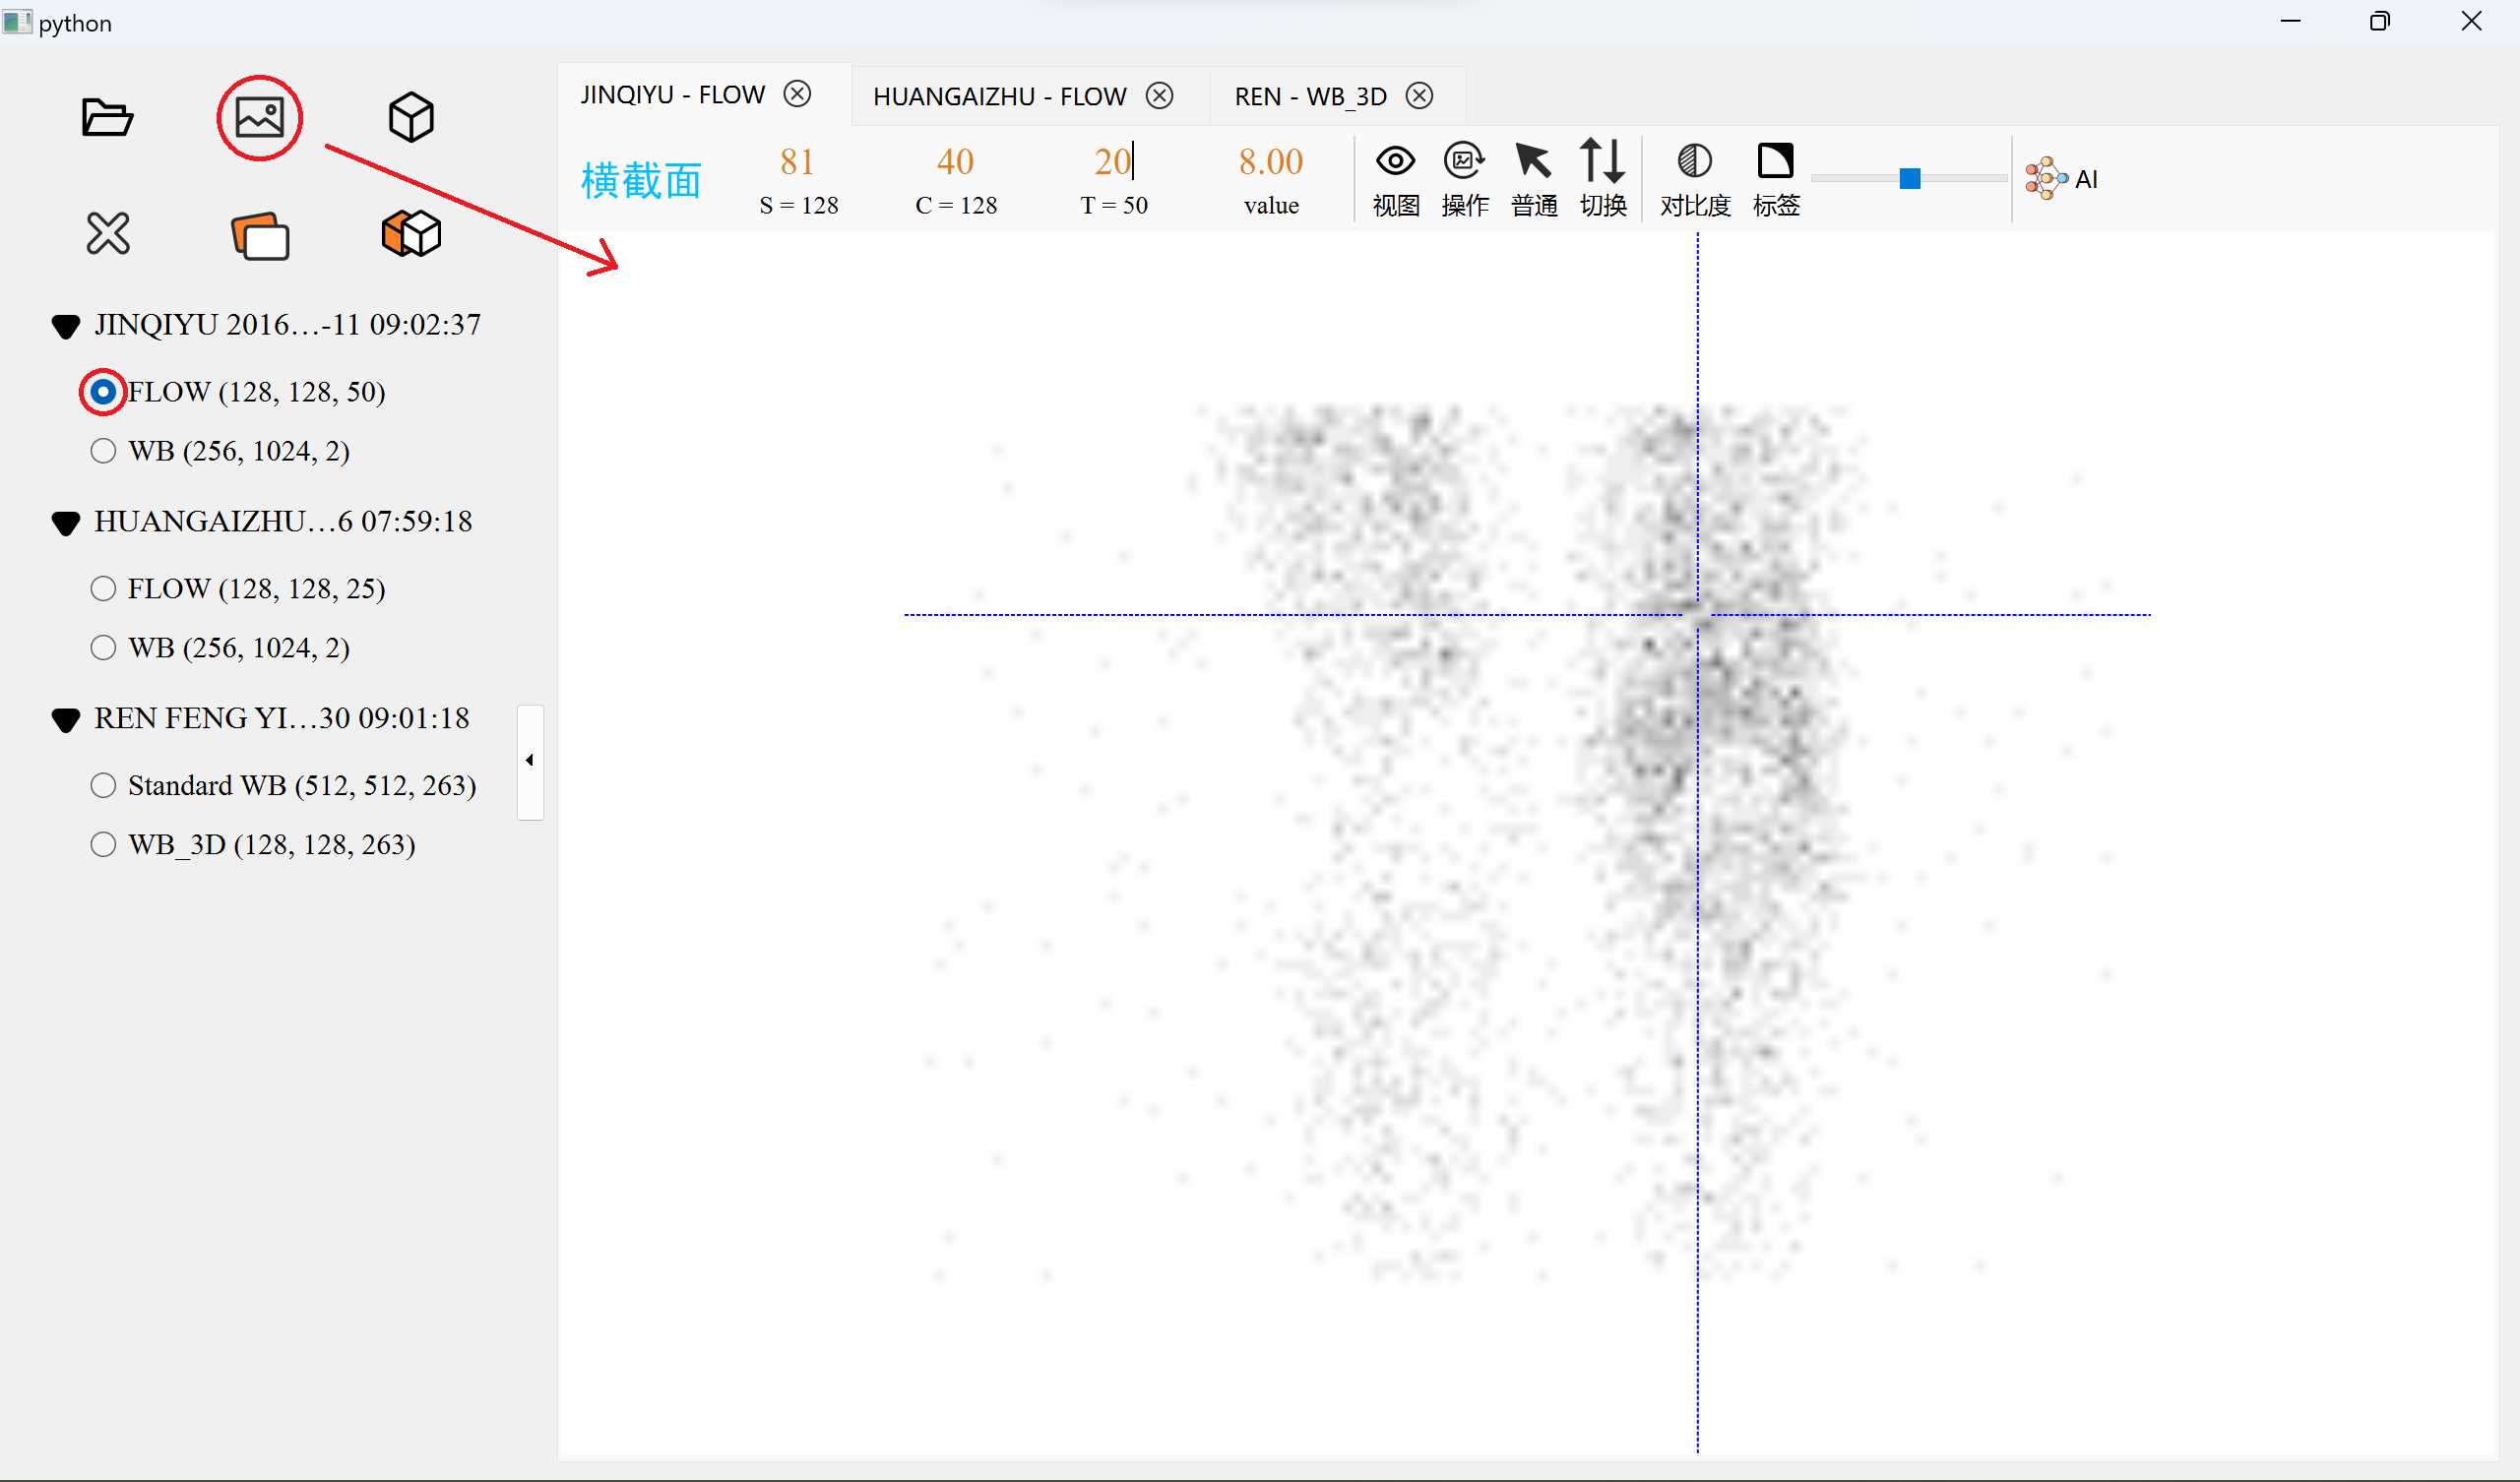 python
JINQIYU - FLOW
HUANGAIZHU - FLOW
REN - WB_3D
横截面
81
S = 128
40
C = 128
20
T = 50
8.00
value
视图
操作
普通
切换
对比度
标签
AI
JINQIYU 2016...-11 09:02:37
FLOW (128, 128, 50)
WB (256, 1024, 2)
HUANGAIZHU...6 07:59:18
FLOW (128, 128, 25)
WB (256, 1024, 2)
REN FENG YI...30 09:01:18
Standard WB (512, 512, 263)
WB_3D (128, 128, 263)